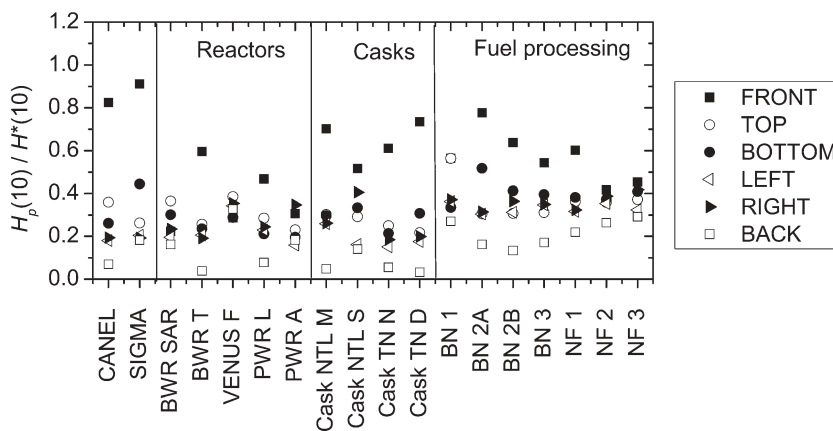 1.2
1.0
0.8
0.6
0.4
0.2
0.0
Hp(10) / H*(10)
Reactors
Casks
Fuel processing
FRONT
TOP
BOTTOM
LEFT
RIGHT
BACK
CANEL
SIGMA
BWR SAR
BWR T
VENUS F
PWR L
PWR A
Cask NTL M
Cask NTL S
Cask TN N
Cask TN D
BN 1
BN 2A
BN 2B
BN 3
NF 1
NF 2
NF 3